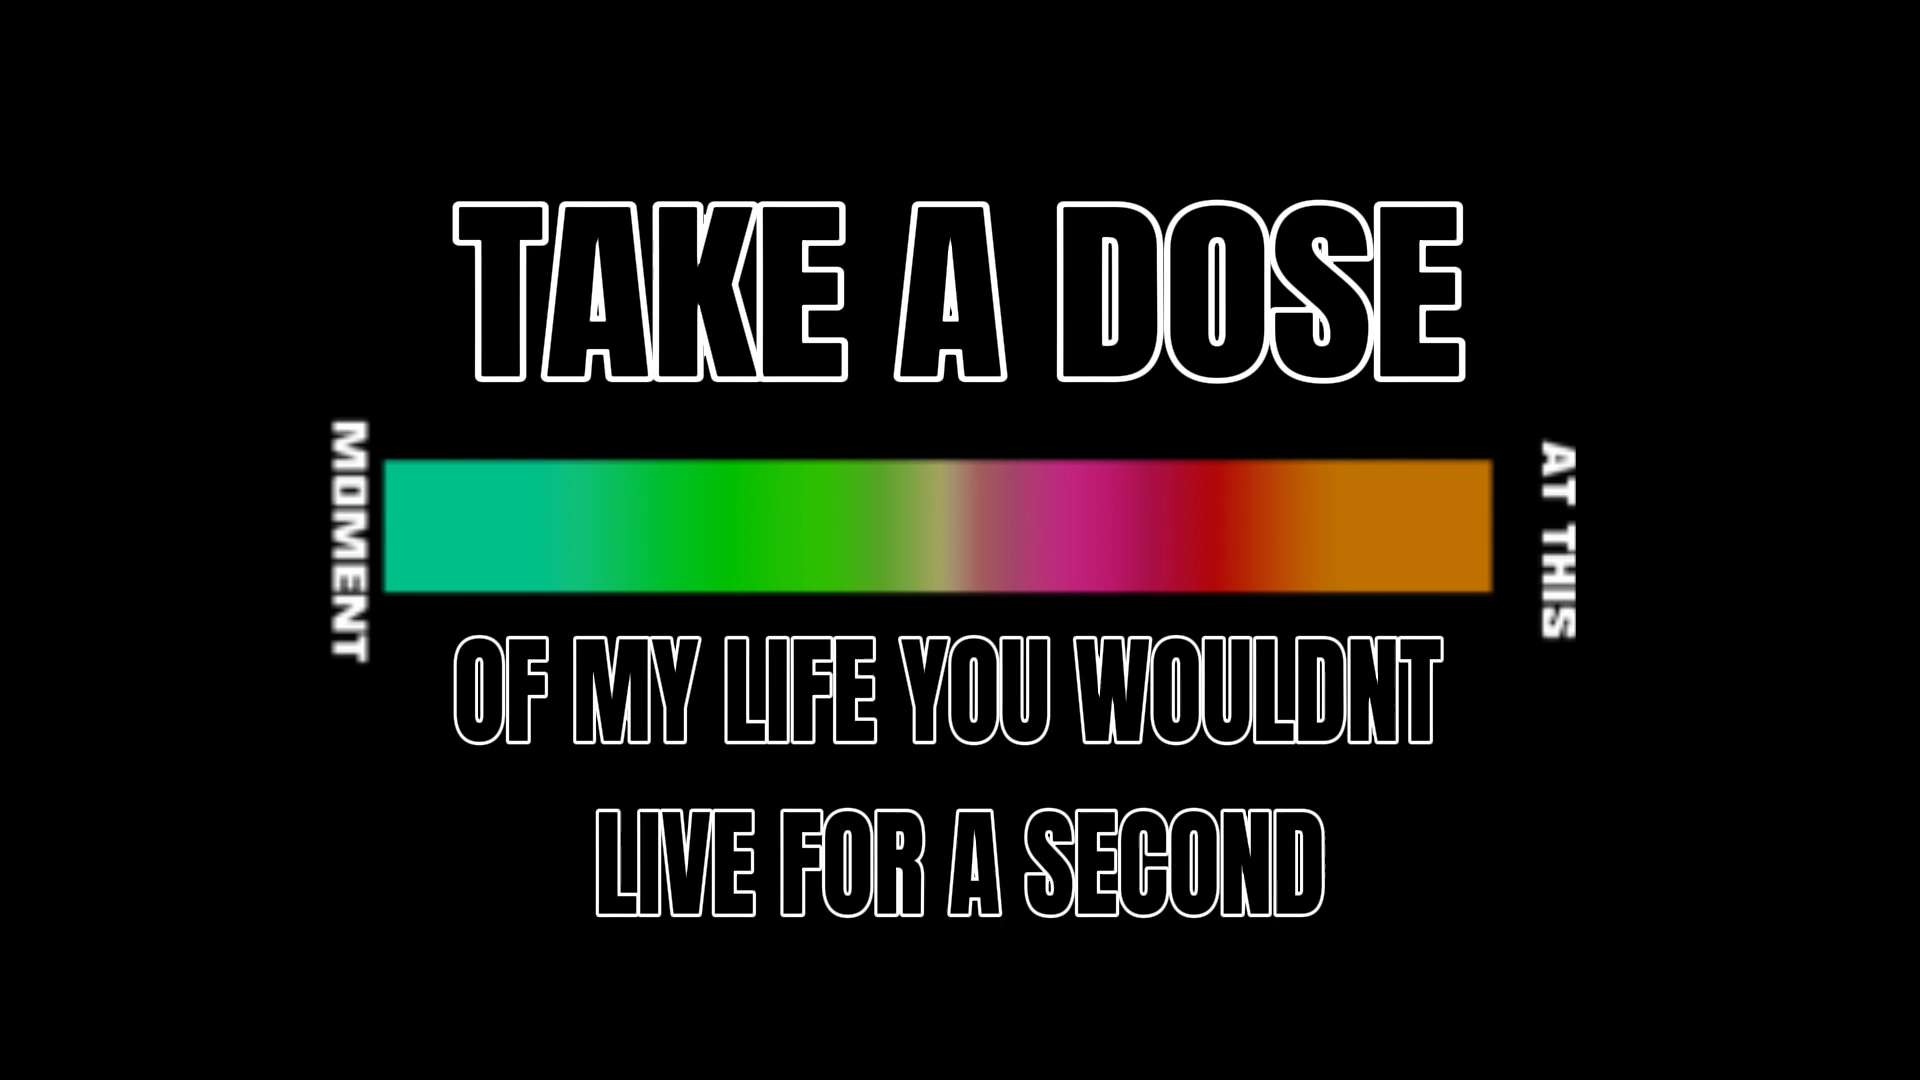 TAKE A DOSE
MOMENT
AT THIS
OF MY LIFE YOU WOULDNT
LIVE FOR A SECOND